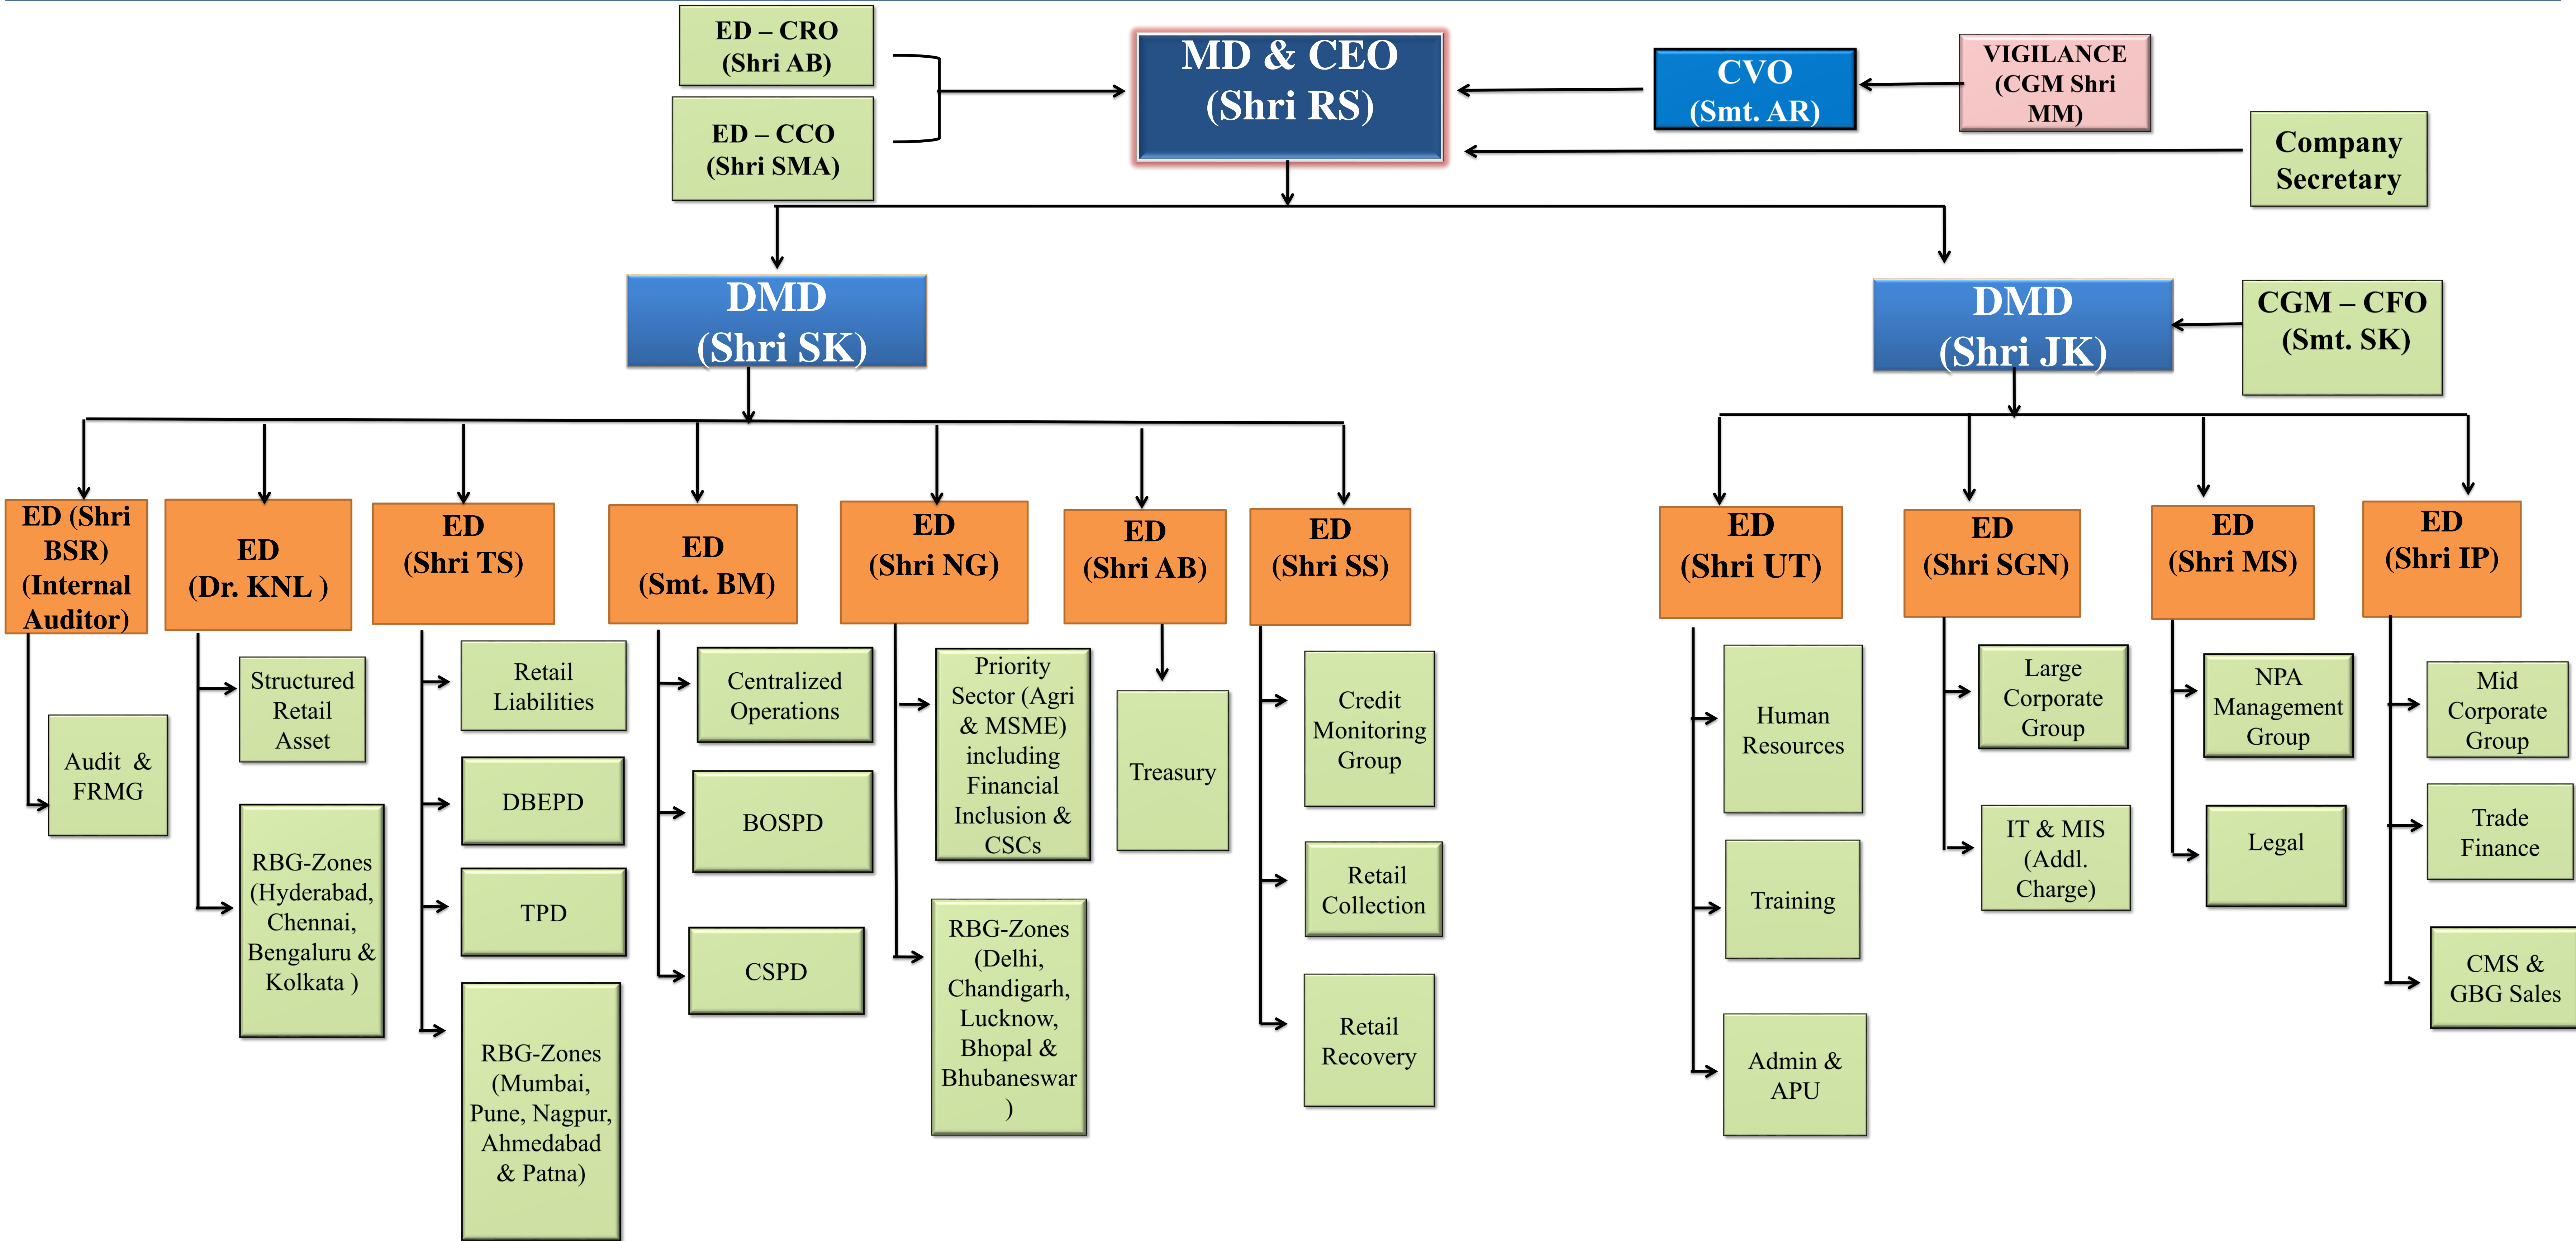 ED – CRO
(Shri AB)
ED – CCO
(Shri SMA)
MD & CEO
(Shri RS)
CVO
(Smt. AR)
VIGILANCE
(CGM Shri
MM)
Company
Secretary
DMD
(Shri SK)
DMD
(Shri JK)
CGM – CFO
(Smt. SK)
ED (Shri
BSR)
(Internal
Auditor)
ED
(Dr. KNL )
ED
(Shri TS)
ED
(Smt. BM)
ED
(Shri NG)
ED
(Shri AB)
ED
(Shri SS)
ED
(Shri UT)
ED
(Shri SGN)
ED
(Shri MS)
ED
(Shri IP)
Audit &
FRMG
Structured
Retail
Asset
RBG-Zones
(Hyderabad,
Chennai,
Bengaluru &
Kolkata )
Retail
Liabilities
DBEPD
TPD
RBG-Zones
(Mumbai,
Pune, Nagpur,
Ahmedabad
& Patna)
Centralized
Operations
BOSPD
CSPD
Priority
Sector (Agri
& MSME)
including
Financial
Inclusion &
CSCs
RBG-Zones
(Delhi,
Chandigarh,
Lucknow,
Bhopal &
Bhubaneswar
)
Treasury
Credit
Monitoring
Group
Retail
Collection
Retail
Recovery
Human
Resources
Training
Admin &
APU
Large
Corporate
Group
IT & MIS
(Addl.
Charge)
NPA
Management
Group
Legal
Mid
Corporate
Group
Trade
Finance
CMS &
GBG Sales